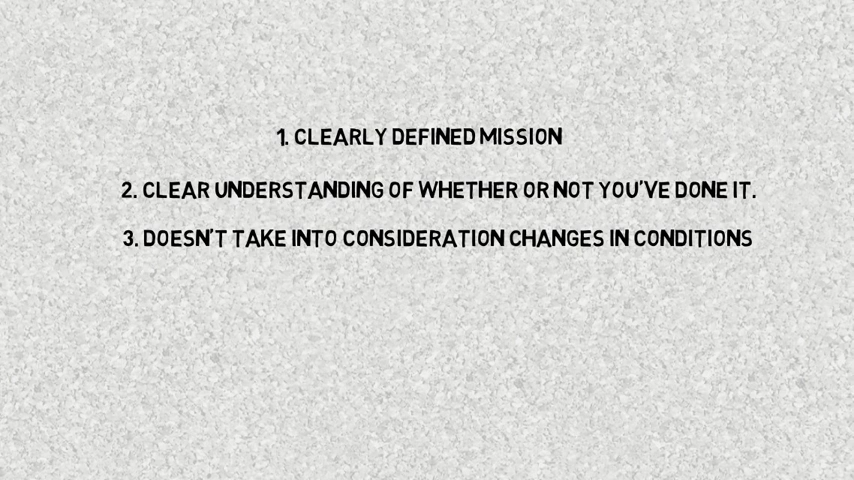 1. CLEARLY DEFINED MISSION
2. CLEAR UNDERSTANDING OF WHETHER OR NOT YOU'VE DONE IT.
3. DOESN'T TAKE INTO CONSIDERATION CHANGES IN CONDITIONS